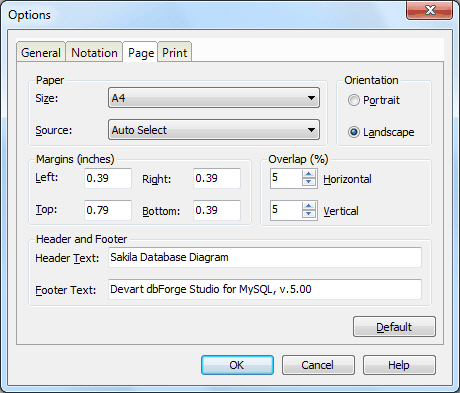 Options
General Notation Page Print
Paper Orientation
Size: A4 Portrait
Source: Auto Select Landscape
Margins (inches) Overlap (%)
Left: 0.39 Right: 0.39 5 Horizontal
Top: 0.79 Bottom: 0.39 5 Vertical
Header and Footer
Header Text: Sakila Database Diagram
Footer Text: Devart dbForge Studio for MySQL, v.5.00
Default
OK Cancel Help